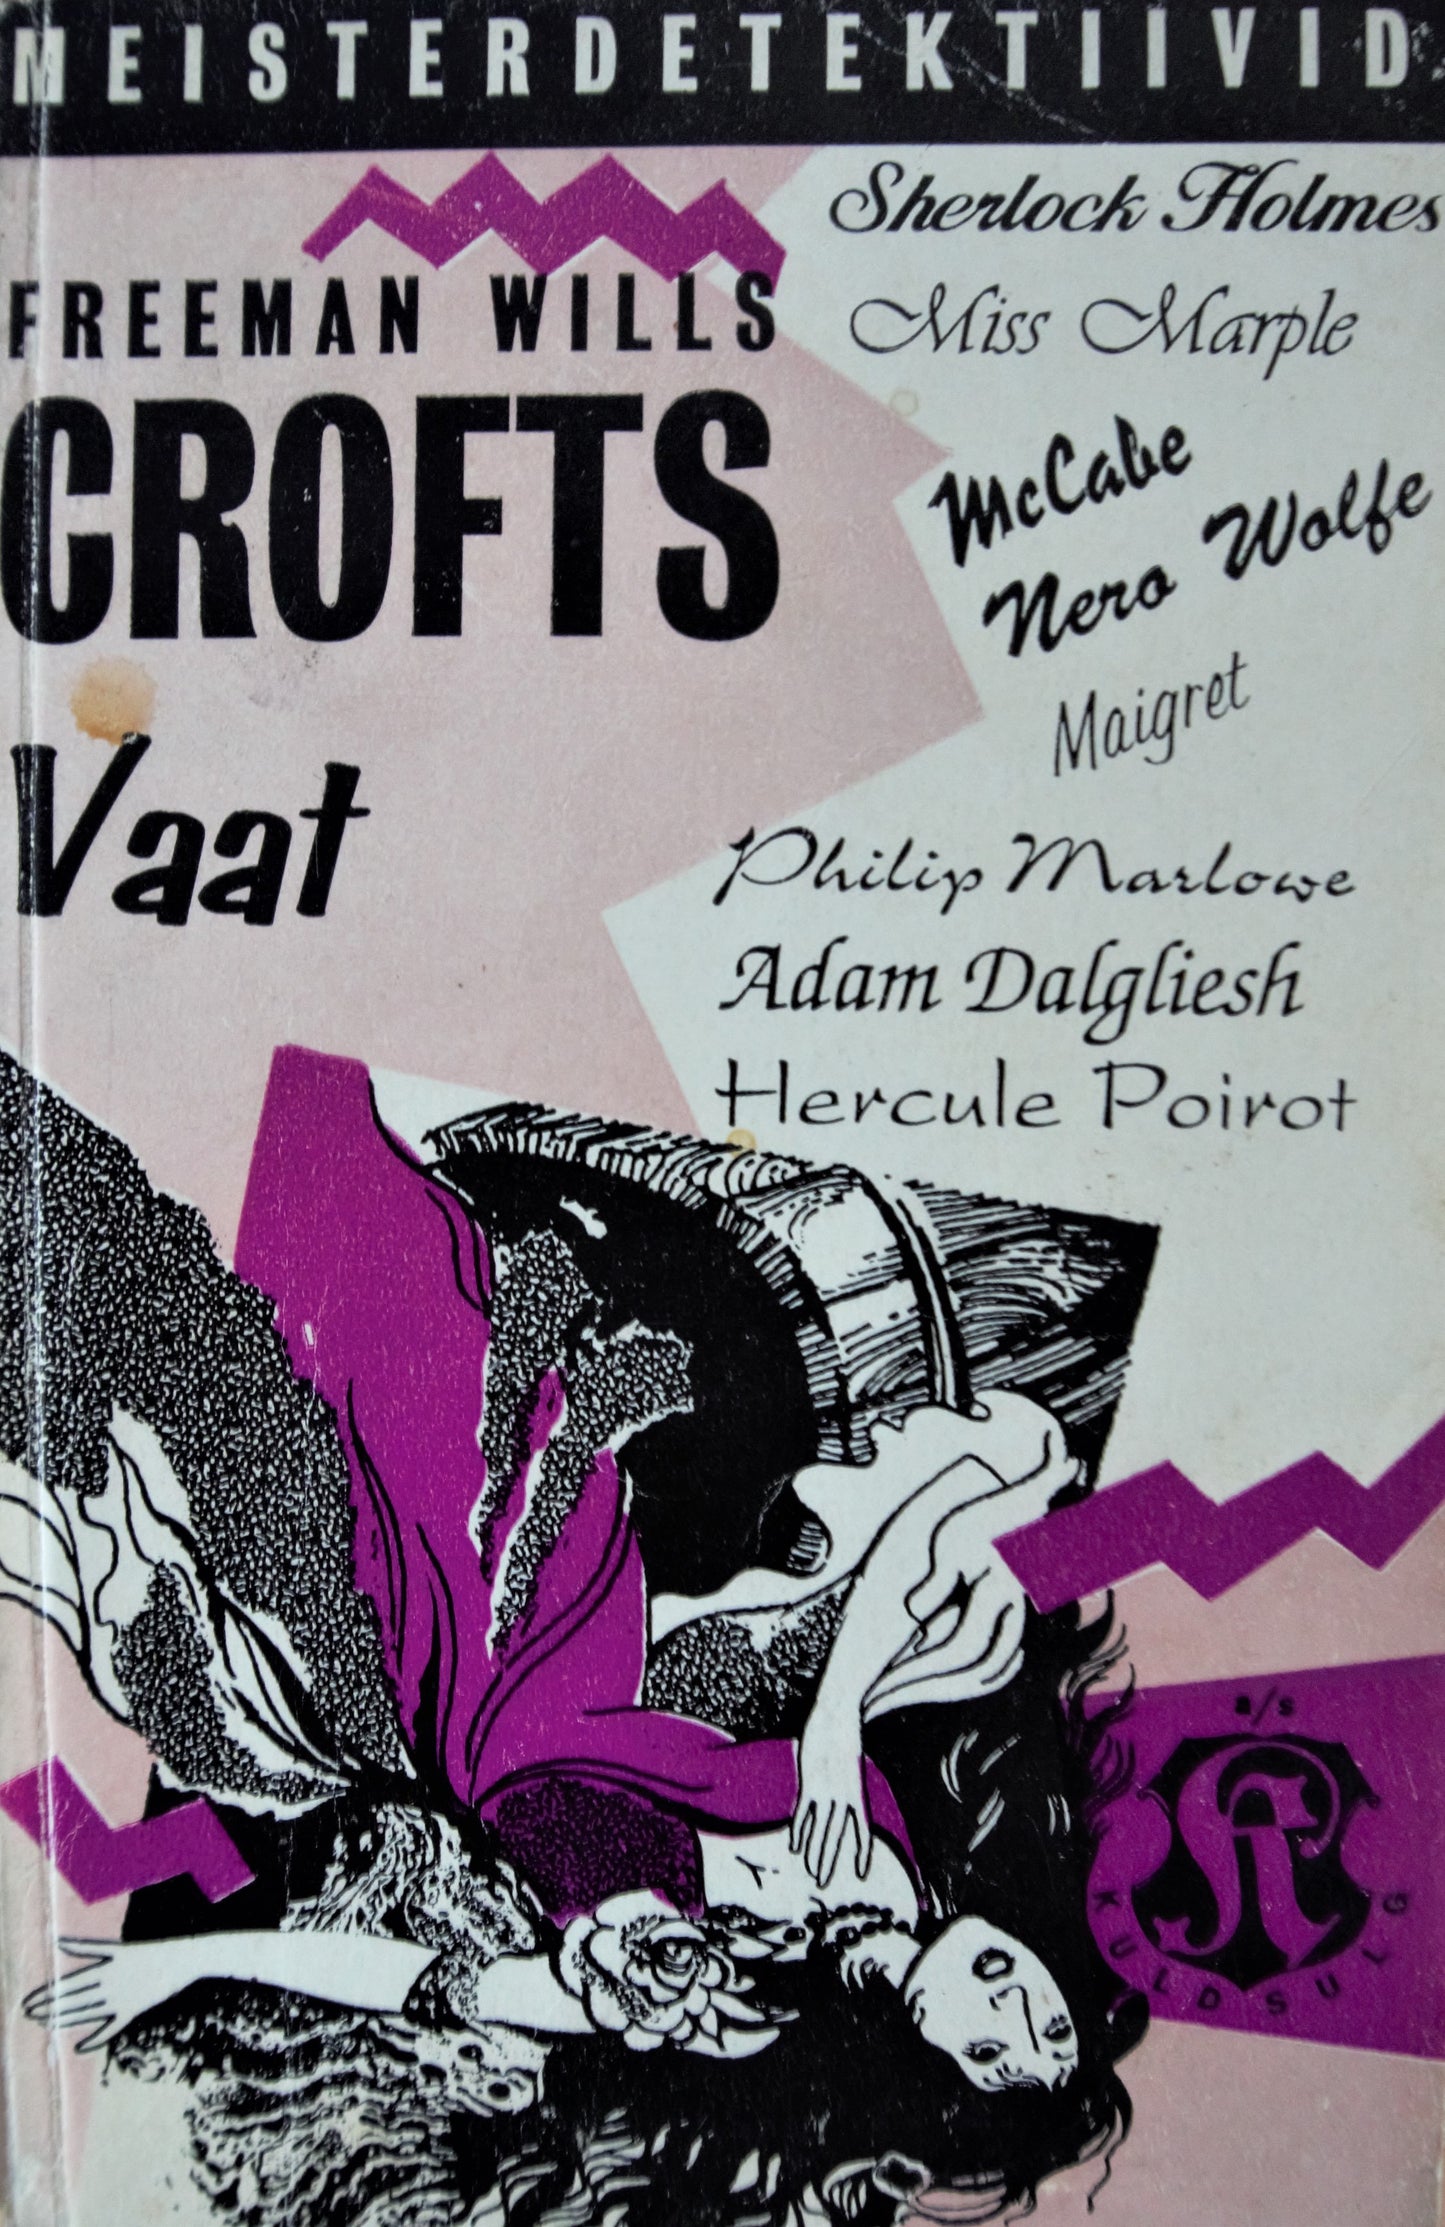 MEISTERDETEKTIIVID
FREEMAN WILLS
CROFTS
Vaat
Sherlock Holmes
Miss Marple
McCabe
Nero Wolfe
Maigret
Philip Marlowe
Adam Dalgliesh
Hercule Poirot
a/s
K
KULDSULG